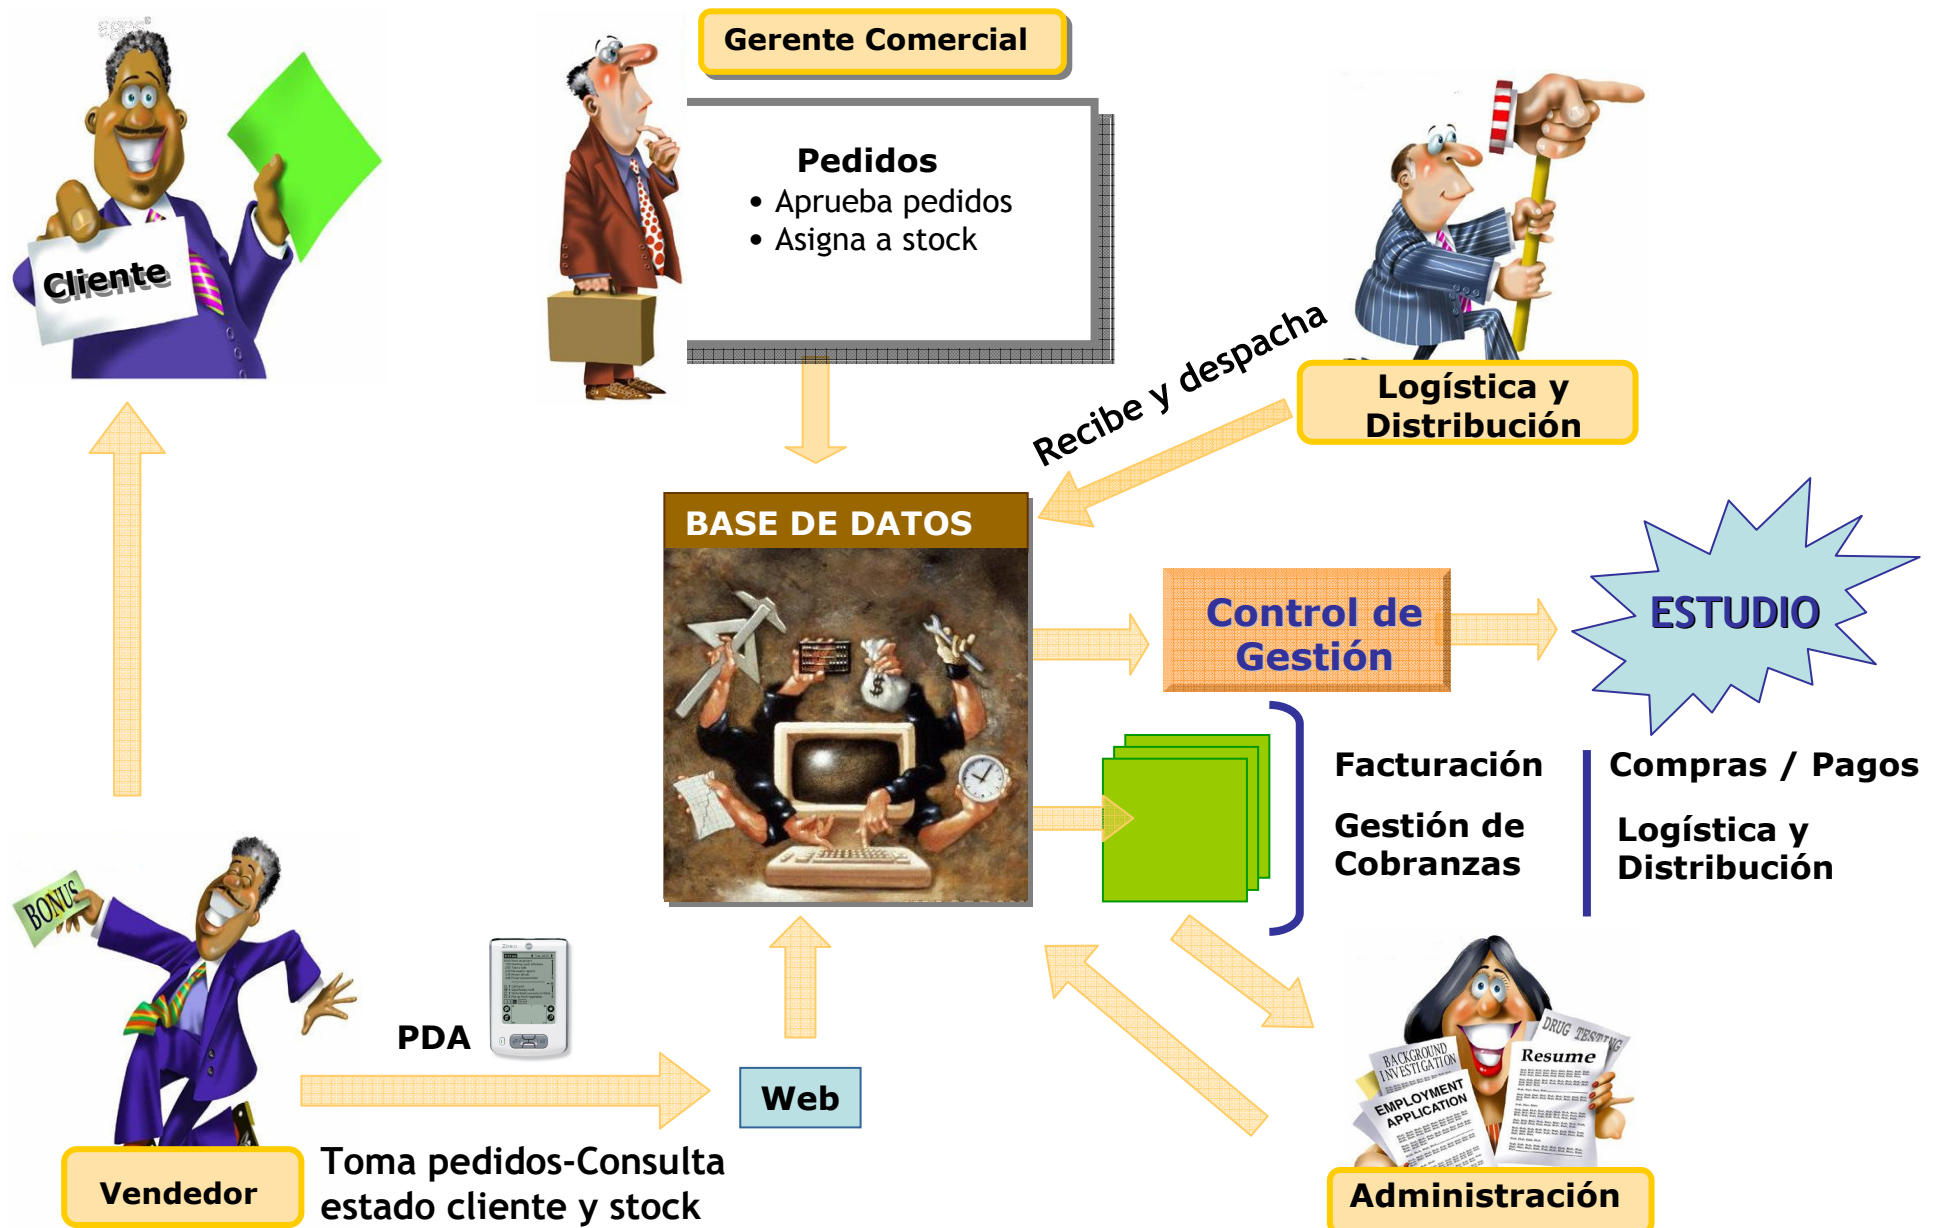 Gerente Comercial
Pedidos
• Aprueba pedidos
• Asigna a stock
Cliente
Recibe y despacha
Logística y
Distribución
BASE DE DATOS
Control de
Gestión
ESTUDIO
Facturación
Gestión de
Cobranzas
Compras / Pagos
Logística y
Distribución
BONUS
PDA
Web
Vendedor
Toma pedidos-Consulta
estado cliente y stock
BACKGROUND
INVESTIGATION
EMPLOYMENT
APPLICATION
DRUG TESTING
Resume
Administración